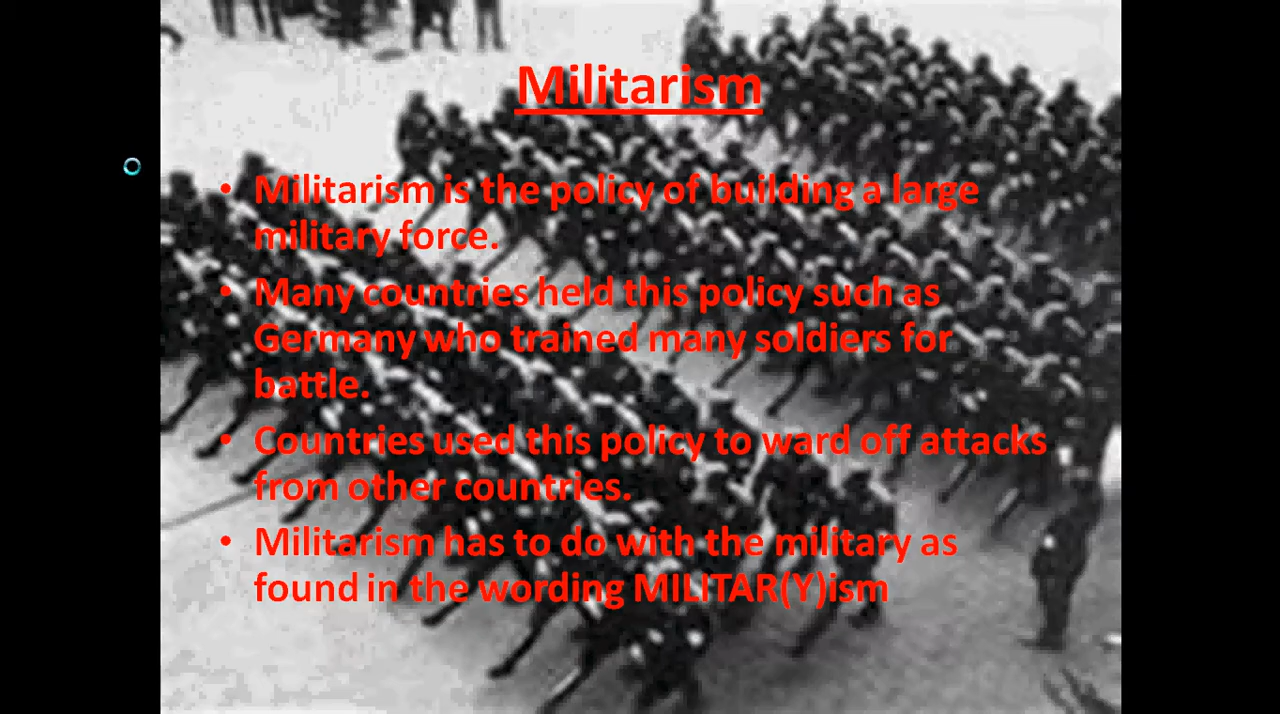 Militarism
• Militarism is the policy of building a large
military force.
• Many countries held this policy such as
Germany who trained many soldiers for
battle.
• Countries used this policy to ward off attacks
from other countries.
• Militarism has to do with the military as
found in the wording MILITAR(Y)ism